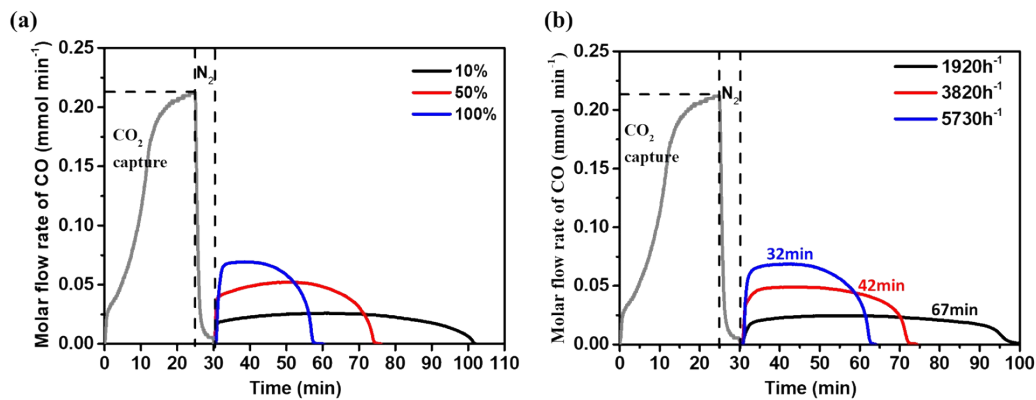 (a)
Molar flow rate of CO (mmol min⁻¹)
0.25
0.20
0.15
0.10
0.05
0.00
CO₂
capture
N₂
10%
50%
100%
0 10 20 30 40 50 60 70 80 90 100 110
Time (min)
(b)
Molar flow rate of CO (mmol min⁻¹)
0.25
0.20
0.15
0.10
0.05
0.00
CO₂
capture
N₂
1920h⁻¹
3820h⁻¹
5730h⁻¹
32min
42min
67min
0 10 20 30 40 50 60 70 80 90 100
Time (min)